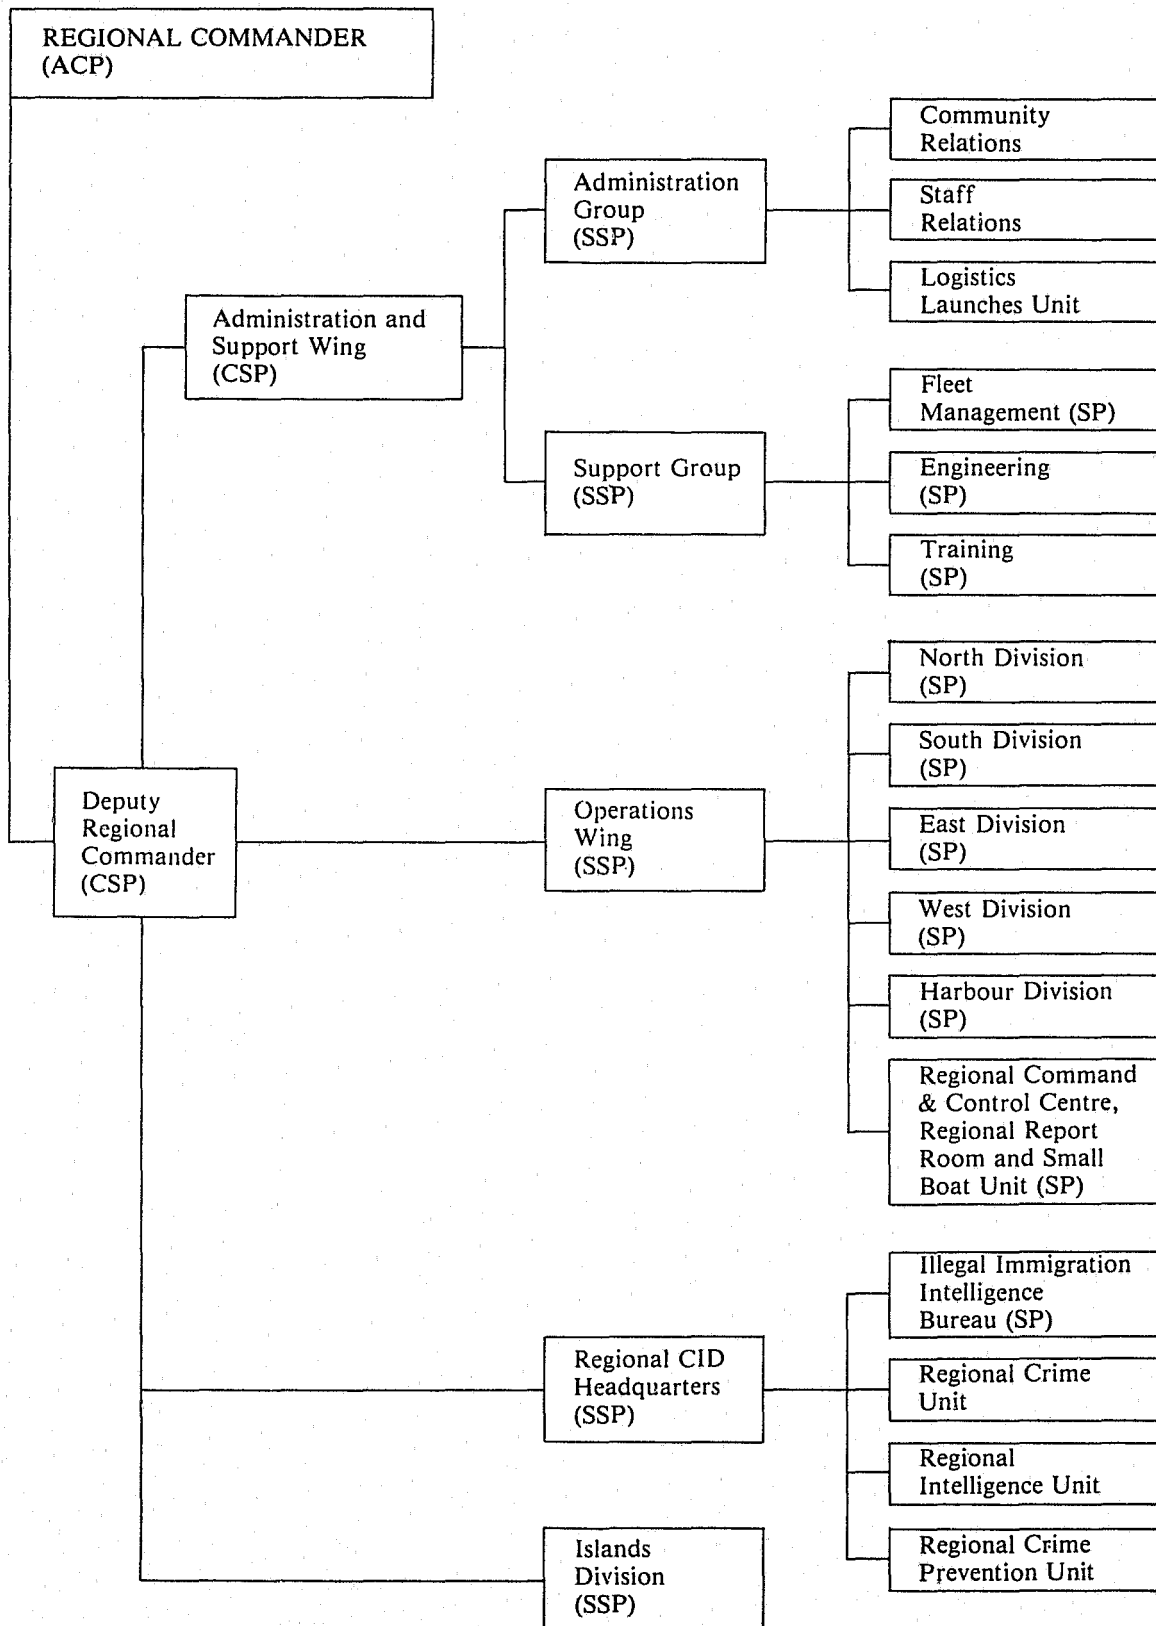 REGIONAL COMMANDER
(ACP)
Community
Relations
Administration
Group
(SSP)
Staff
Relations
Logistics
Launches Unit
Administration and
Support Wing
(CSP)
Fleet
Management (SP)
Support Group
(SSP)
Engineering
(SP)
Training
(SP)
North Division
(SP)
South Division
(SP)
Deputy
Regional
Commander
(CSP)
Operations
Wing
(SSP)
East Division
(SP)
West Division
(SP)
Harbour Division
(SP)
Regional Command
& Control Centre,
Regional Report
Room and Small
Boat Unit (SP)
Illegal Immigration
Intelligence
Bureau (SP)
Regional CID
Headquarters
(SSP)
Regional Crime
Unit
Regional
Intelligence Unit
Regional Crime
Prevention Unit
Islands
Division
(SSP)